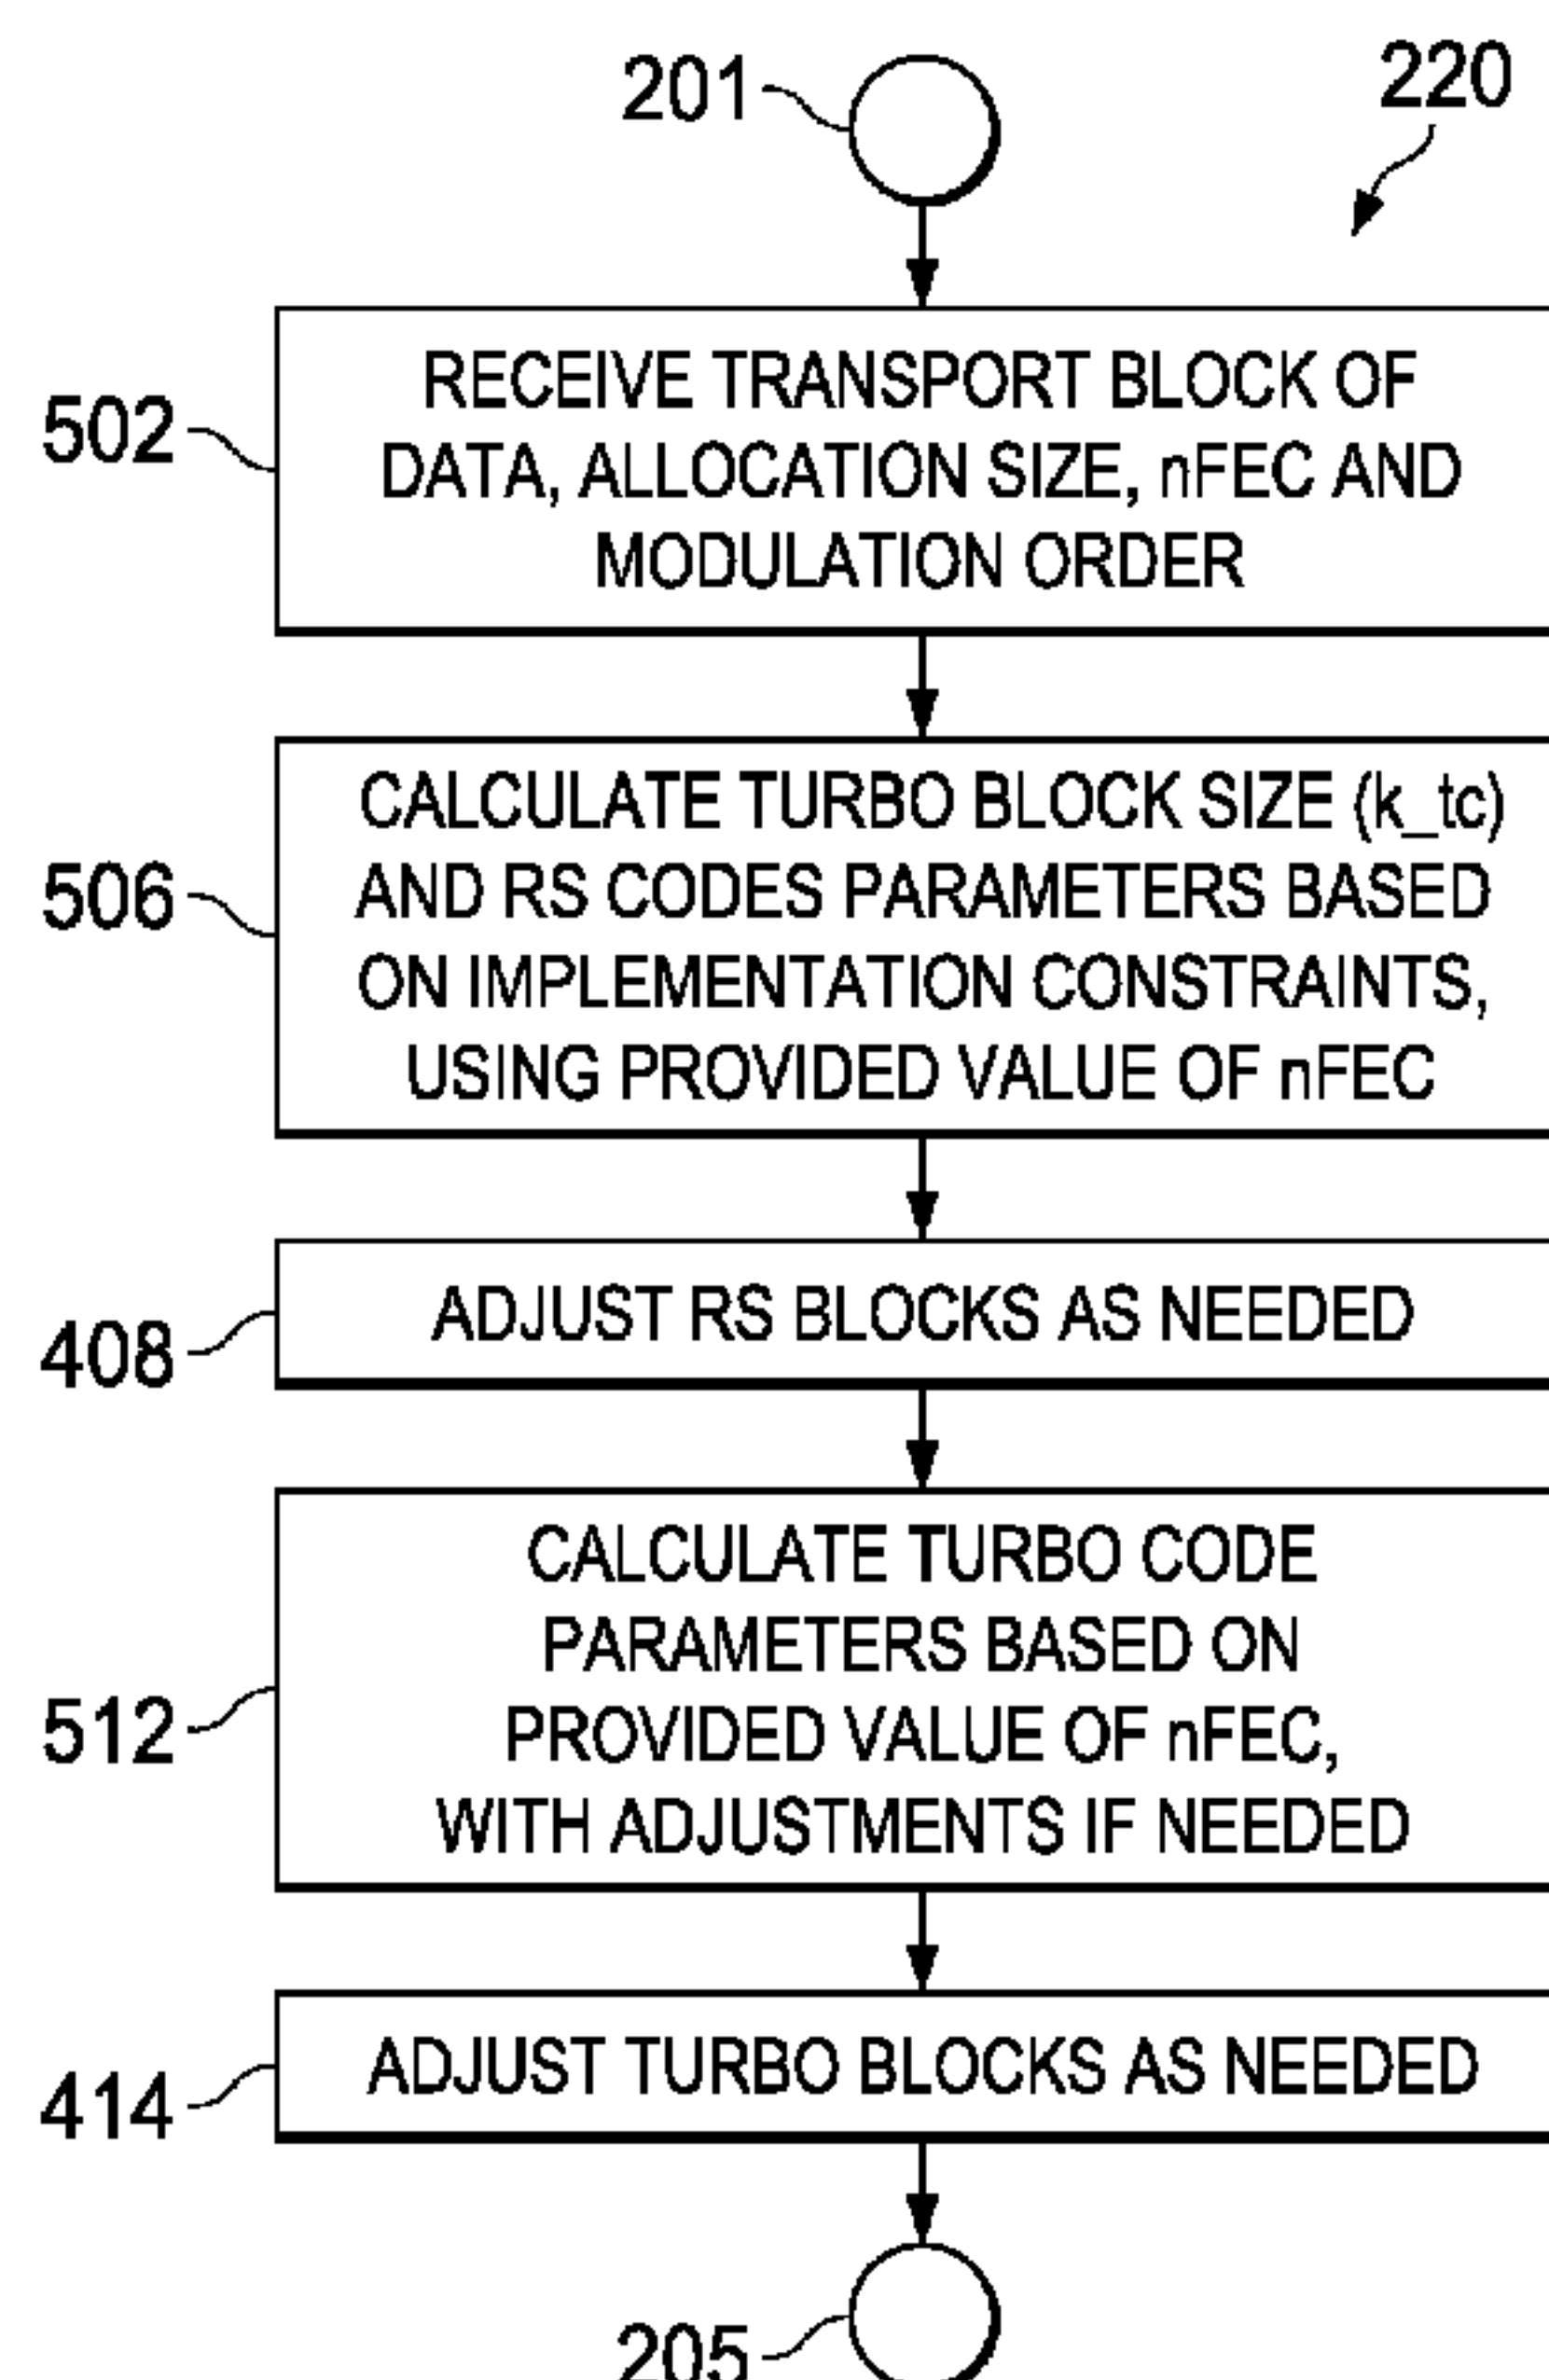 201
220
502
RECEIVE TRANSPORT BLOCK OF
DATA, ALLOCATION SIZE, nFEC AND
MODULATION ORDER
506
CALCULATE TURBO BLOCK SIZE (k_tc)
AND RS CODES PARAMETERS BASED
ON IMPLEMENTATION CONSTRAINTS,
USING PROVIDED VALUE OF nFEC
408
ADJUST RS BLOCKS AS NEEDED
512
CALCULATE TURBO CODE
PARAMETERS BASED ON
PROVIDED VALUE OF nFEC,
WITH ADJUSTMENTS IF NEEDED
414
ADJUST TURBO BLOCKS AS NEEDED
205